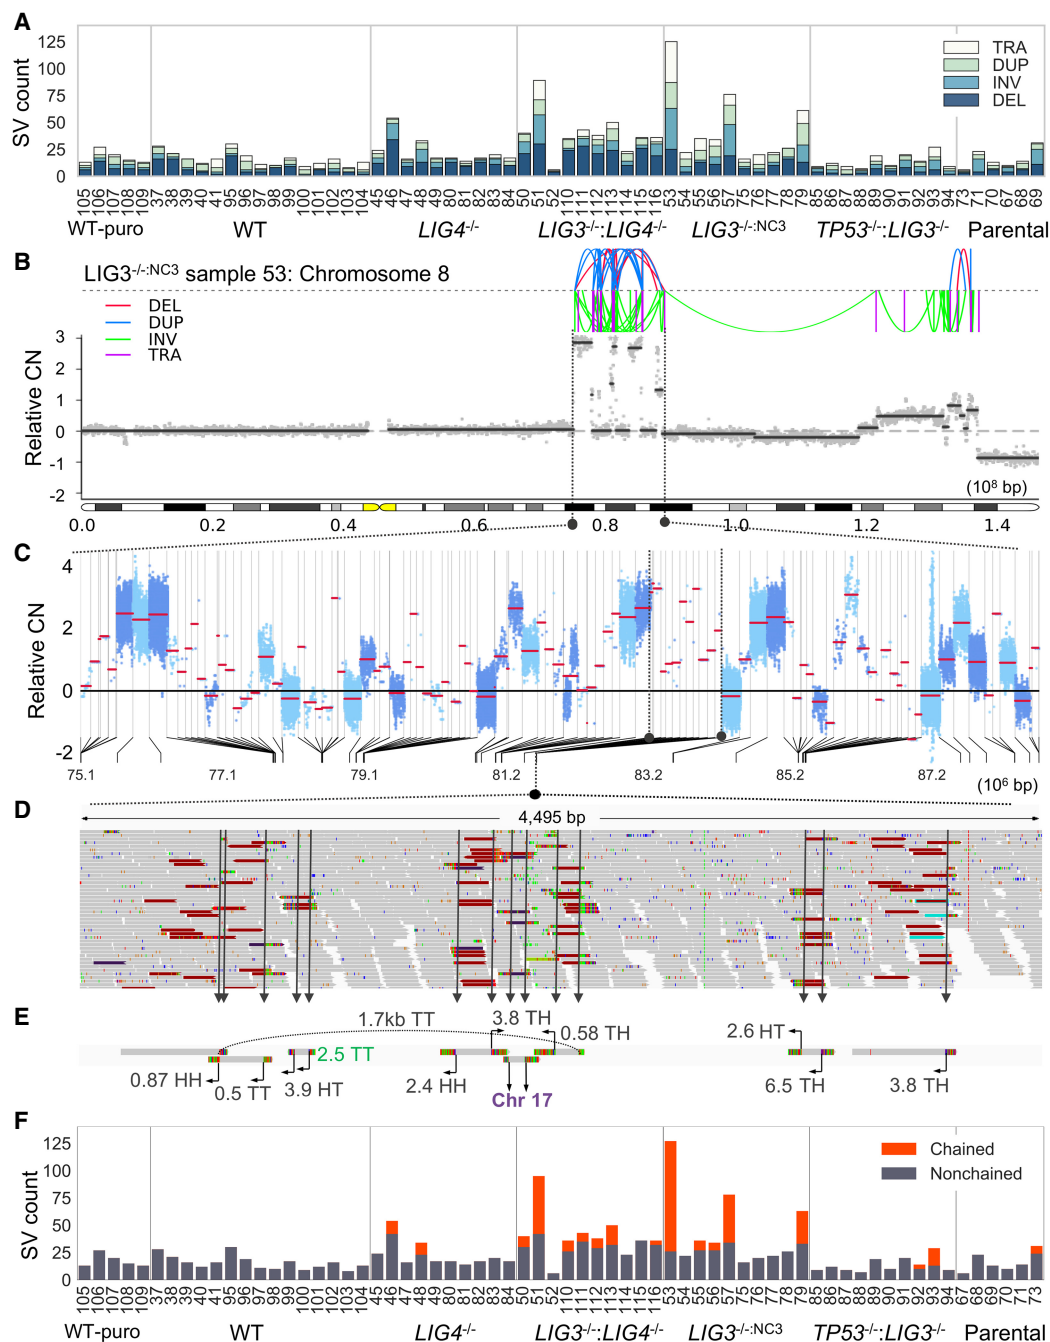 A
SV count
125
100
75
50
25
0
TRA
DUP
INV
DEL
105 106 107 108 109 37 38 39 40 41 95 96 97 98 99 100 101 102 103 104 45 46 47 48 49 80 81 82 83 84 50 51 52 110 111 112 113 114 115 116 53 54 55 56 57 75 76 77 78 79 85 86 87 88 89 90 91 92 93 94 73 71 70 67 68 69
WT-puro WT LIG4-/- LIG3-/-:LIG4-/- LIG3-/-:NC3 TP53-/-:LIG3-/- Parental
B
LIG3-/-:NC3 sample 53: Chromosome 8
DEL
DUP
INV
TRA
Relative CN
3
2
1
0
-1
-2
(10⁸ bp)
0.0 0.2 0.4 0.6 0.8 1.0 1.2 1.4
C
Relative CN
4
2
0
-2
75.1 77.1 79.1 81.2 83.2 85.2 87.2
(10⁶ bp)
D
4,495 bp
E
1.7kb TT
3.8 TH
0.58 TH
2.6 HT
2.5 TT
0.87 HH
0.5 TT
3.9 HT
2.4 HH
6.5 TH
3.8 TH
Chr 17
F
SV count
125
100
75
50
25
0
Chained
Nonchained
105 106 107 108 109 37 38 39 40 41 95 96 97 98 99 100 101 102 103 104 45 46 47 48 49 80 81 82 83 84 50 51 52 110 111 112 113 114 115 116 53 54 55 56 57 75 76 77 78 79 85 86 87 88 89 90 91 92 93 94 67 68 69 70 71 73
WT-puro WT LIG4-/- LIG3-/-:LIG4-/- LIG3-/-:NC3 TP53-/-:LIG3-/- Parental